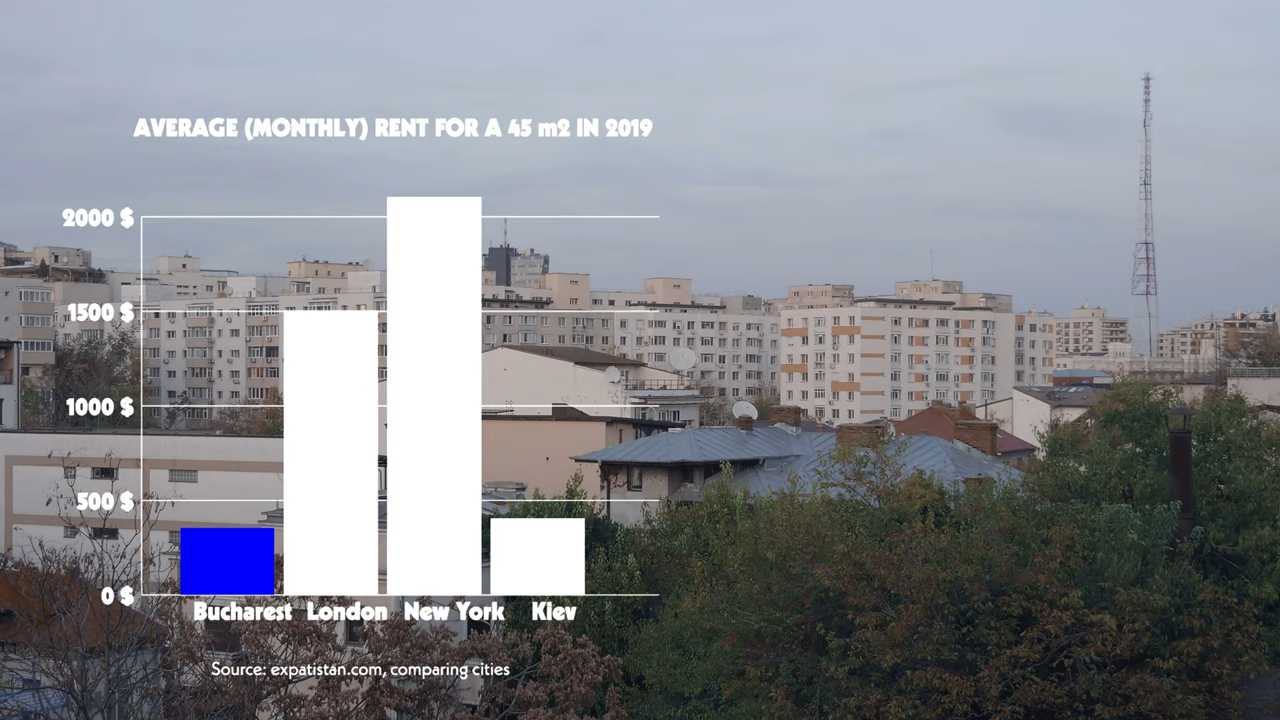 AVERAGE (MONTHLY) RENT FOR A 45 m2 IN 2019
2000 $
1500 $
1000 $
500 $
0 $
Bucharest London New York Kiev
Source: expatistan.com, comparing cities